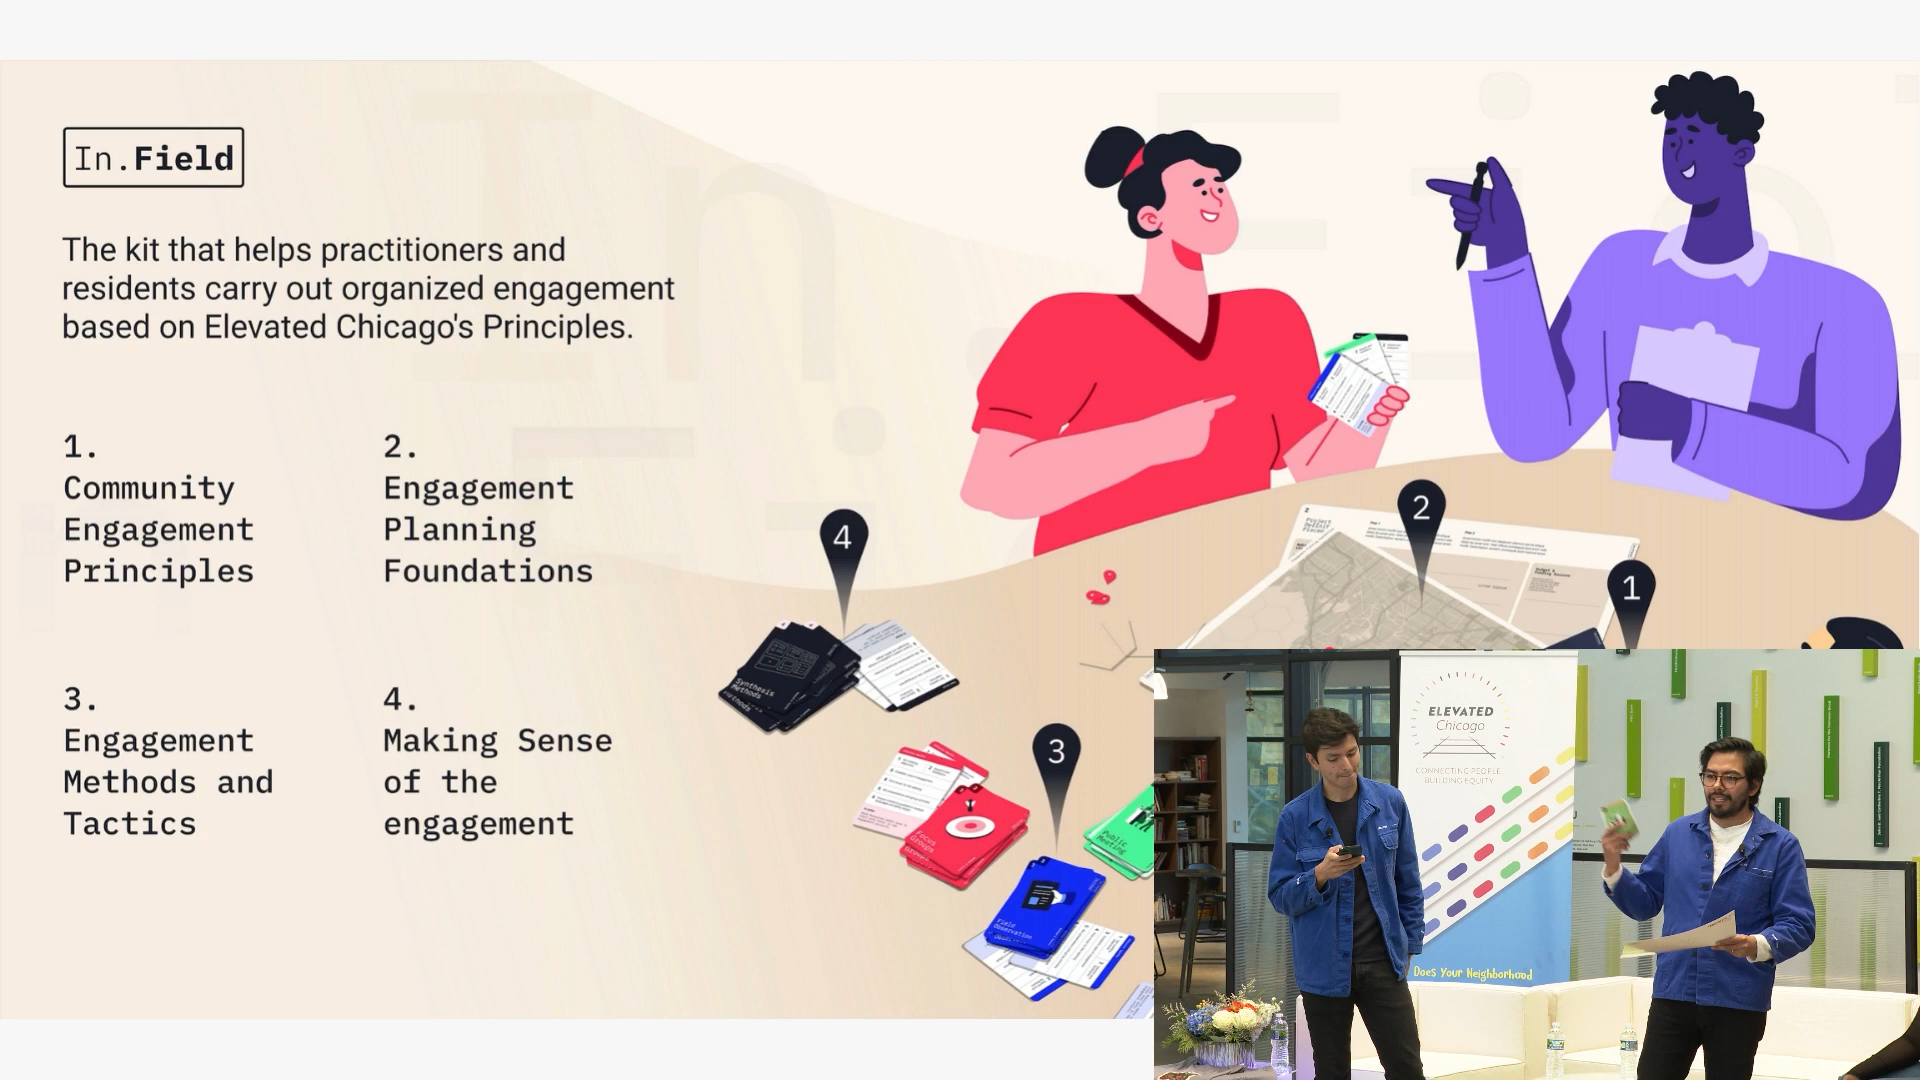 In.Field
The kit that helps practitioners and
residents carry out organized engagement
based on Elevated Chicago's Principles.
1.
Community
Engagement
Principles
2.
Engagement
Planning
Foundations
3.
Engagement
Methods and
Tactics
4.
Making Sense
of the
engagement
4
2
1
3
Synthesis
Methods
Focus
Groups
Field
Observation
Public
Meeting
ELEVATED
Chicago
CONNECTING PEOPLE
BUILDING EQUITY
Does Your Neighborhood